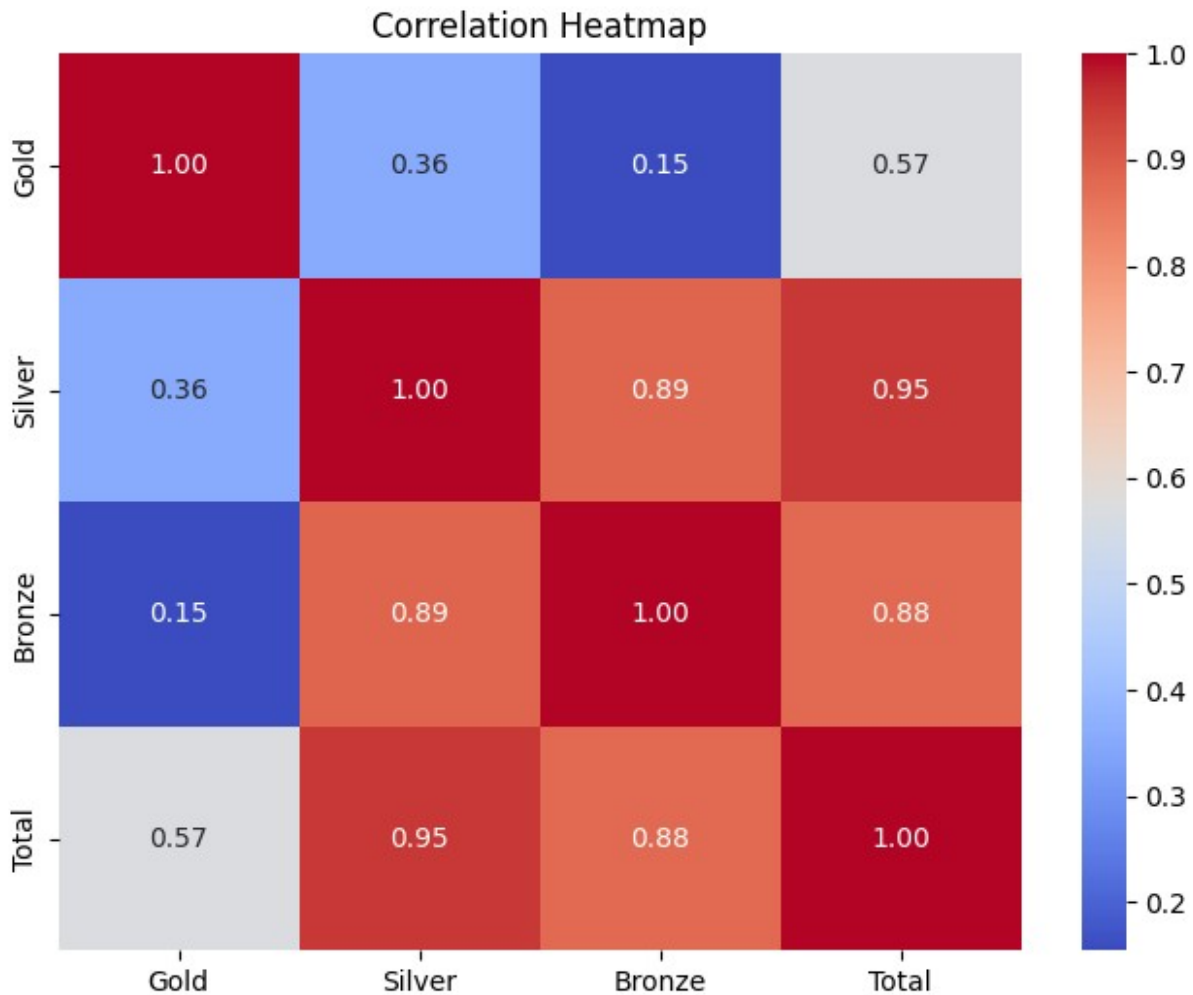 Correlation Heatmap
Gold 1.00 0.36 0.15 0.57
Silver 0.36 1.00 0.89 0.95
Bronze 0.15 0.89 1.00 0.88
Total 0.57 0.95 0.88 1.00
Gold Silver Bronze Total
1.0
0.9
0.8
0.7
0.6
0.5
0.4
0.3
0.2